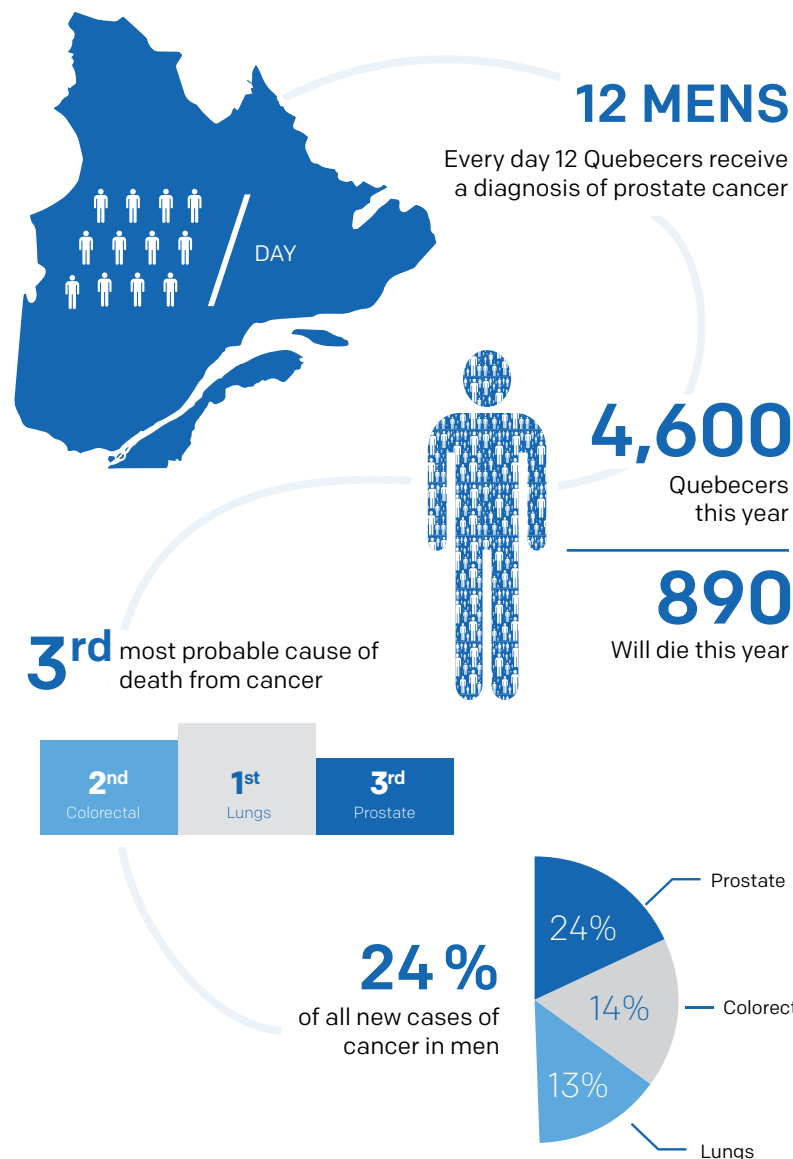 12 MENS
Every day 12 Quebecers receive
a diagnosis of prostate cancer
DAY
4,600
Quebecers
this year
890
Will die this year
3rd most probable cause of
death from cancer
2nd
Colorectal
1st
Lungs
3rd
Prostate
24 %
of all new cases of
cancer in men
24%
Prostate
14%
Colorect
13%
Lungs